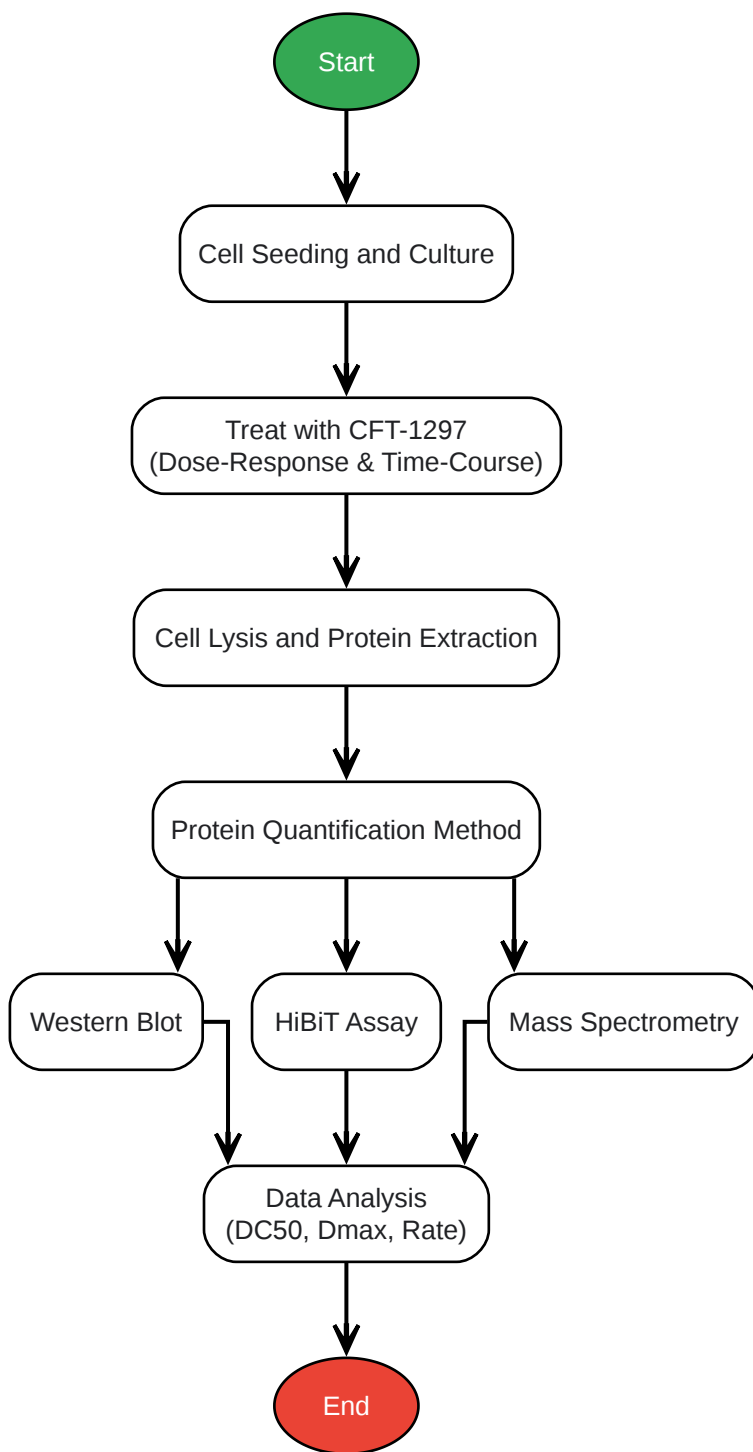 Start
Cell Seeding and Culture
Treat with CFT-1297
(Dose-Response & Time-Course)
Cell Lysis and Protein Extraction
Protein Quantification Method
Western Blot
HiBiT Assay
Mass Spectrometry
Data Analysis
(DC50, Dmax, Rate)
End